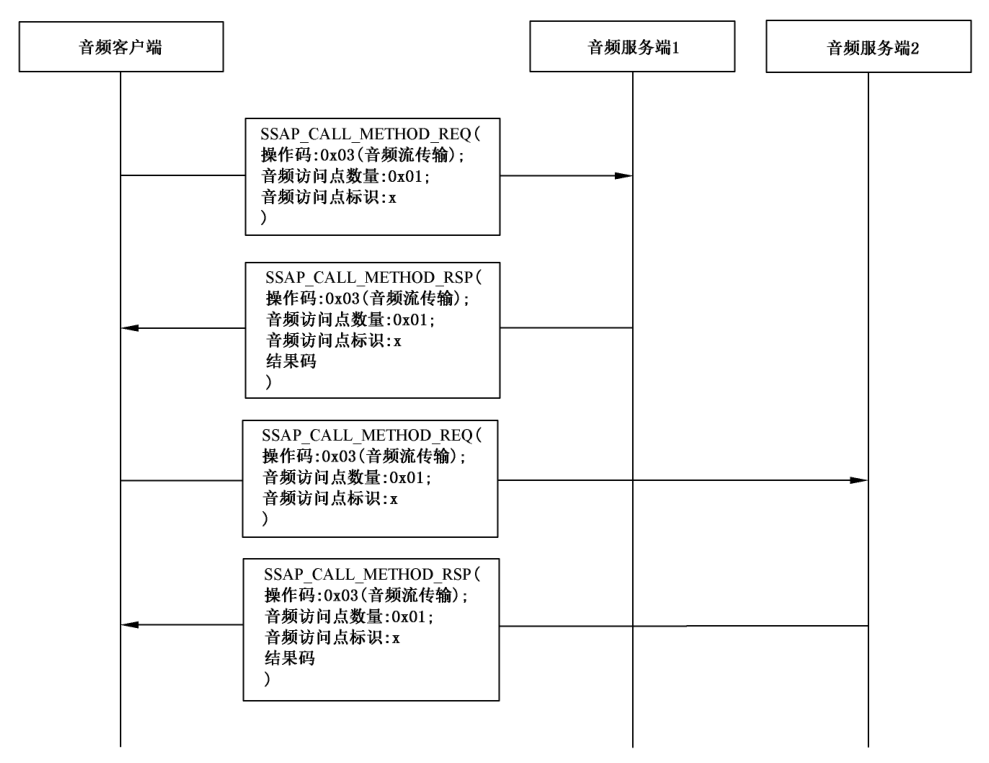 音频客户端
音频服务端1
音频服务端2
SSAP_CALL_METHOD_REQ(
操作码:0x03(音频流传输);
音频访问点数量:0x01;
音频访问点标识:x
)
SSAP_CALL_METHOD_RSP(
操作码:0x03(音频流传输);
音频访问点数量:0x01;
音频访问点标识:x
结果码
)
SSAP_CALL_METHOD_REQ(
操作码:0x03(音频流传输);
音频访问点数量:0x01;
音频访问点标识:x
)
SSAP_CALL_METHOD_RSP(
操作码:0x03(音频流传输);
音频访问点数量:0x01;
音频访问点标识:x
结果码
)